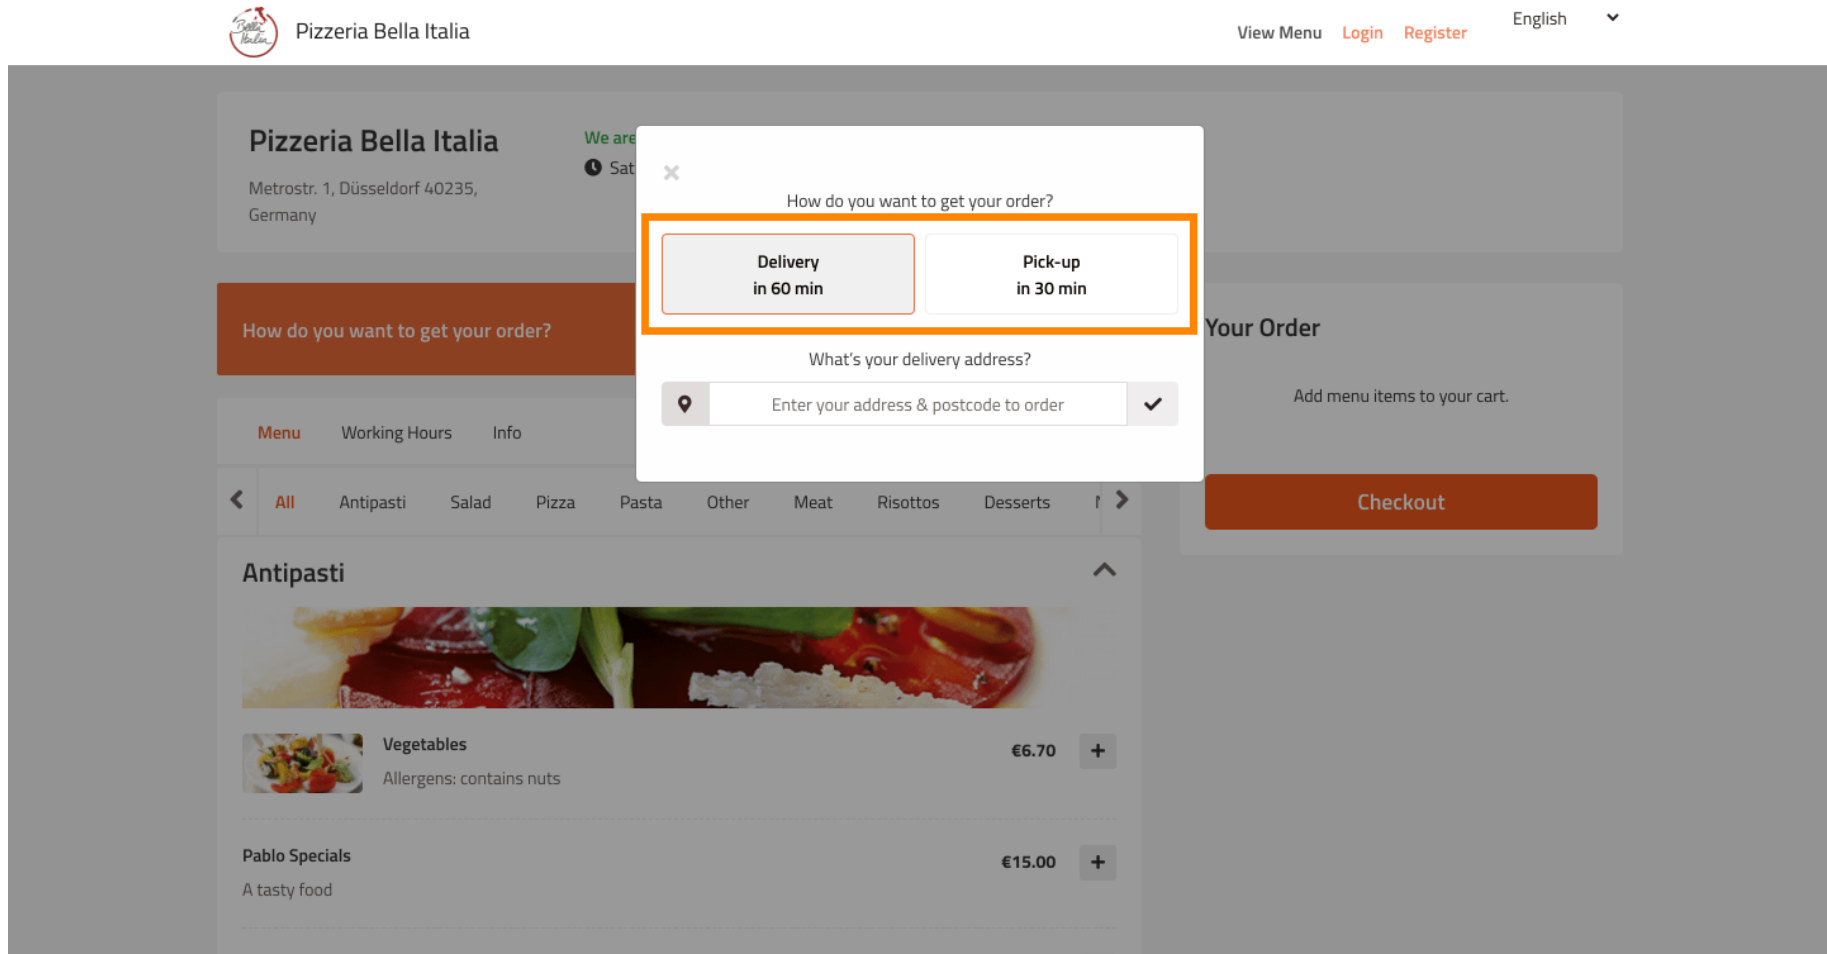 Bella
Italia
Pizzeria Bella Italia
View Menu
Login
Register
English
Pizzeria Bella Italia
Metrostr. 1, Düsseldorf 40235,
Germany
We are
Sat
How do you want to get your order?
Delivery
in 60 min
Pick-up
in 30 min
What's your delivery address?
Enter your address & postcode to order
How do you want to get your order?
Menu
Working Hours
Info
All
Antipasti
Salad
Pizza
Pasta
Other
Meat
Risottos
Desserts
Your Order
Add menu items to your cart.
Checkout
Antipasti
Vegetables
€6.70
Allergens: contains nuts
Pablo Specials
€15.00
A tasty food